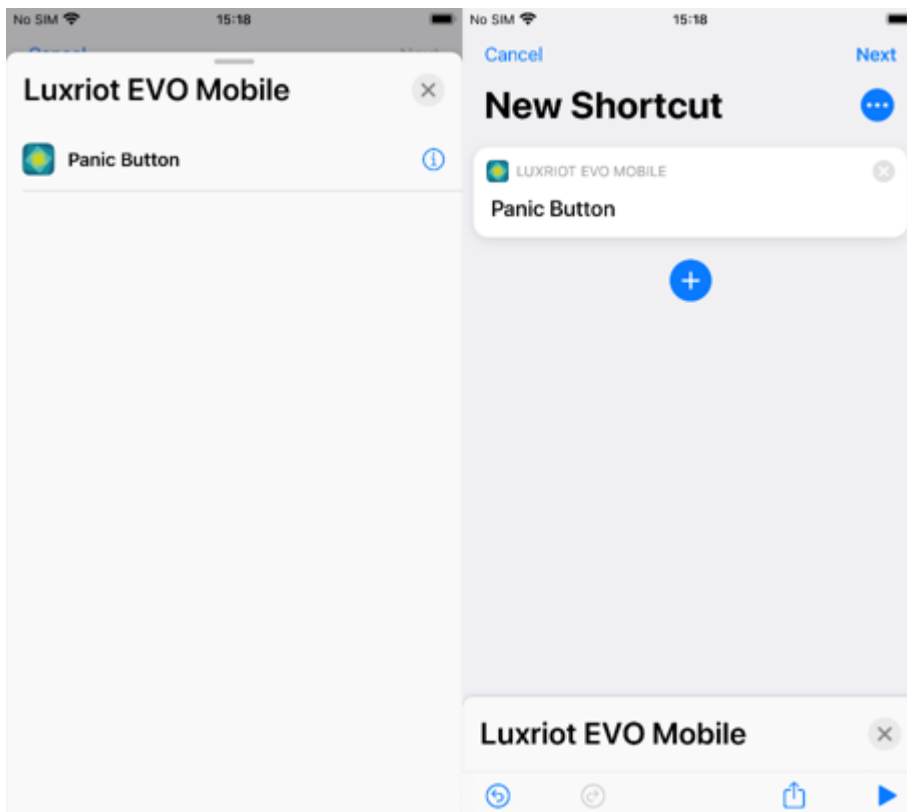 No SIM 15:18
Cancel
Luxriot EVO Mobile
Panic Button
No SIM 15:18
Cancel Next
New Shortcut
LUXRIOT EVO MOBILE
Panic Button
Luxriot EVO Mobile